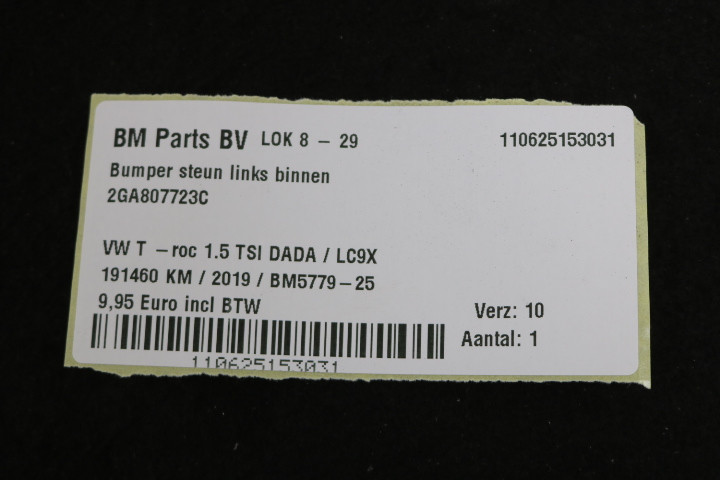 BM Parts BV LOK 8 - 29 110625153031
Bumper steun links binnen
2GA807723C
VW T -roc 1.5 TSI DADA / LC9X
191460 KM / 2019 / BM5779-25
9,95 Euro incl BTW Verz: 10
Aantal: 1
110625153031